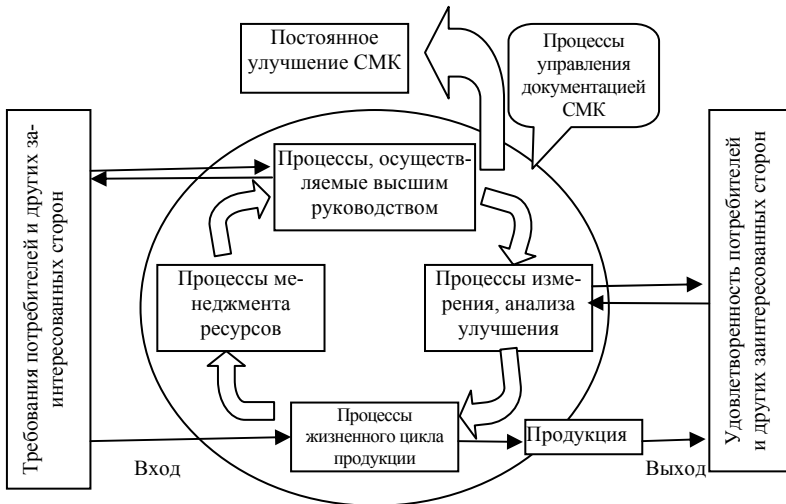 Постоянное
улучшение СМК
Процессы
управления
документацией
СМК
Требования потребителей и других за-
интересованных сторон
Процессы, осуществ-
ляемые высшим
руководством
Удовлетворенность потребителей
и других заинтересованных сторон
Процессы ме-
неджмента
ресурсов
Процессы изме-
рения, анализа
улучшения
Процессы
жизненного цикла
продукции
Продукция
Вход
Выход